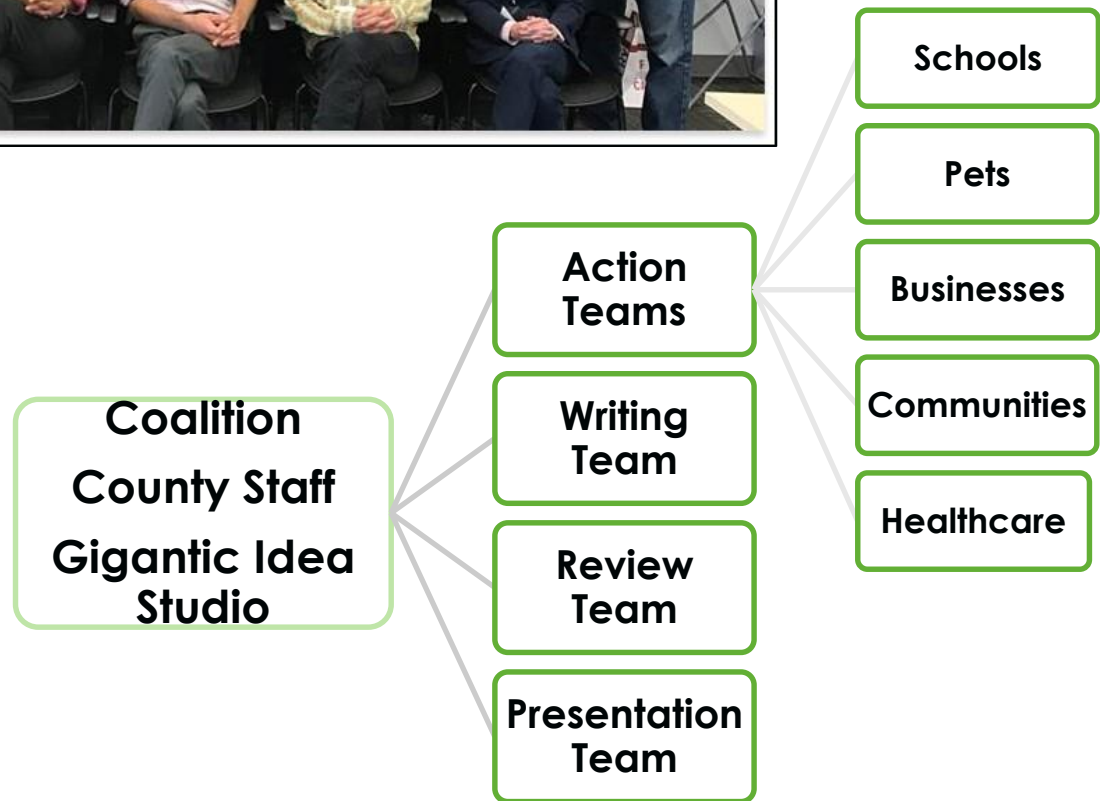 Coalition
County Staff
Gigantic Idea
Studio
Action
Teams
Writing
Team
Review
Team
Presentation
Team
Schools
Pets
Businesses
Communities
Healthcare